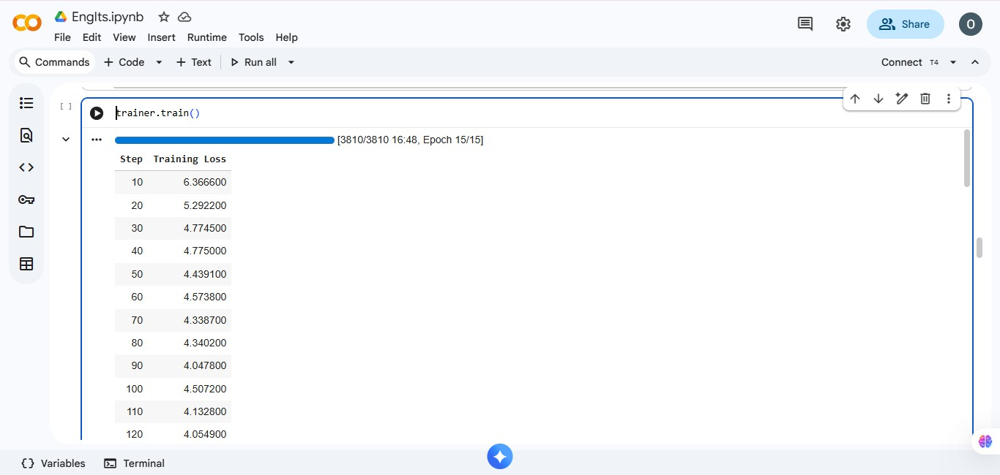 EngIts.ipynb
File Edit View Insert Runtime Tools Help
Share
O
Commands + Code + Text Run all
Connect T4
[ ]
trainer.train()
[3810/3810 16:48, Epoch 15/15]
Step Training Loss
10 6.366600
20 5.292200
30 4.774500
40 4.775000
50 4.439100
60 4.573800
70 4.338700
80 4.340200
90 4.047800
100 4.507200
110 4.132800
120 4.054900
Variables Terminal